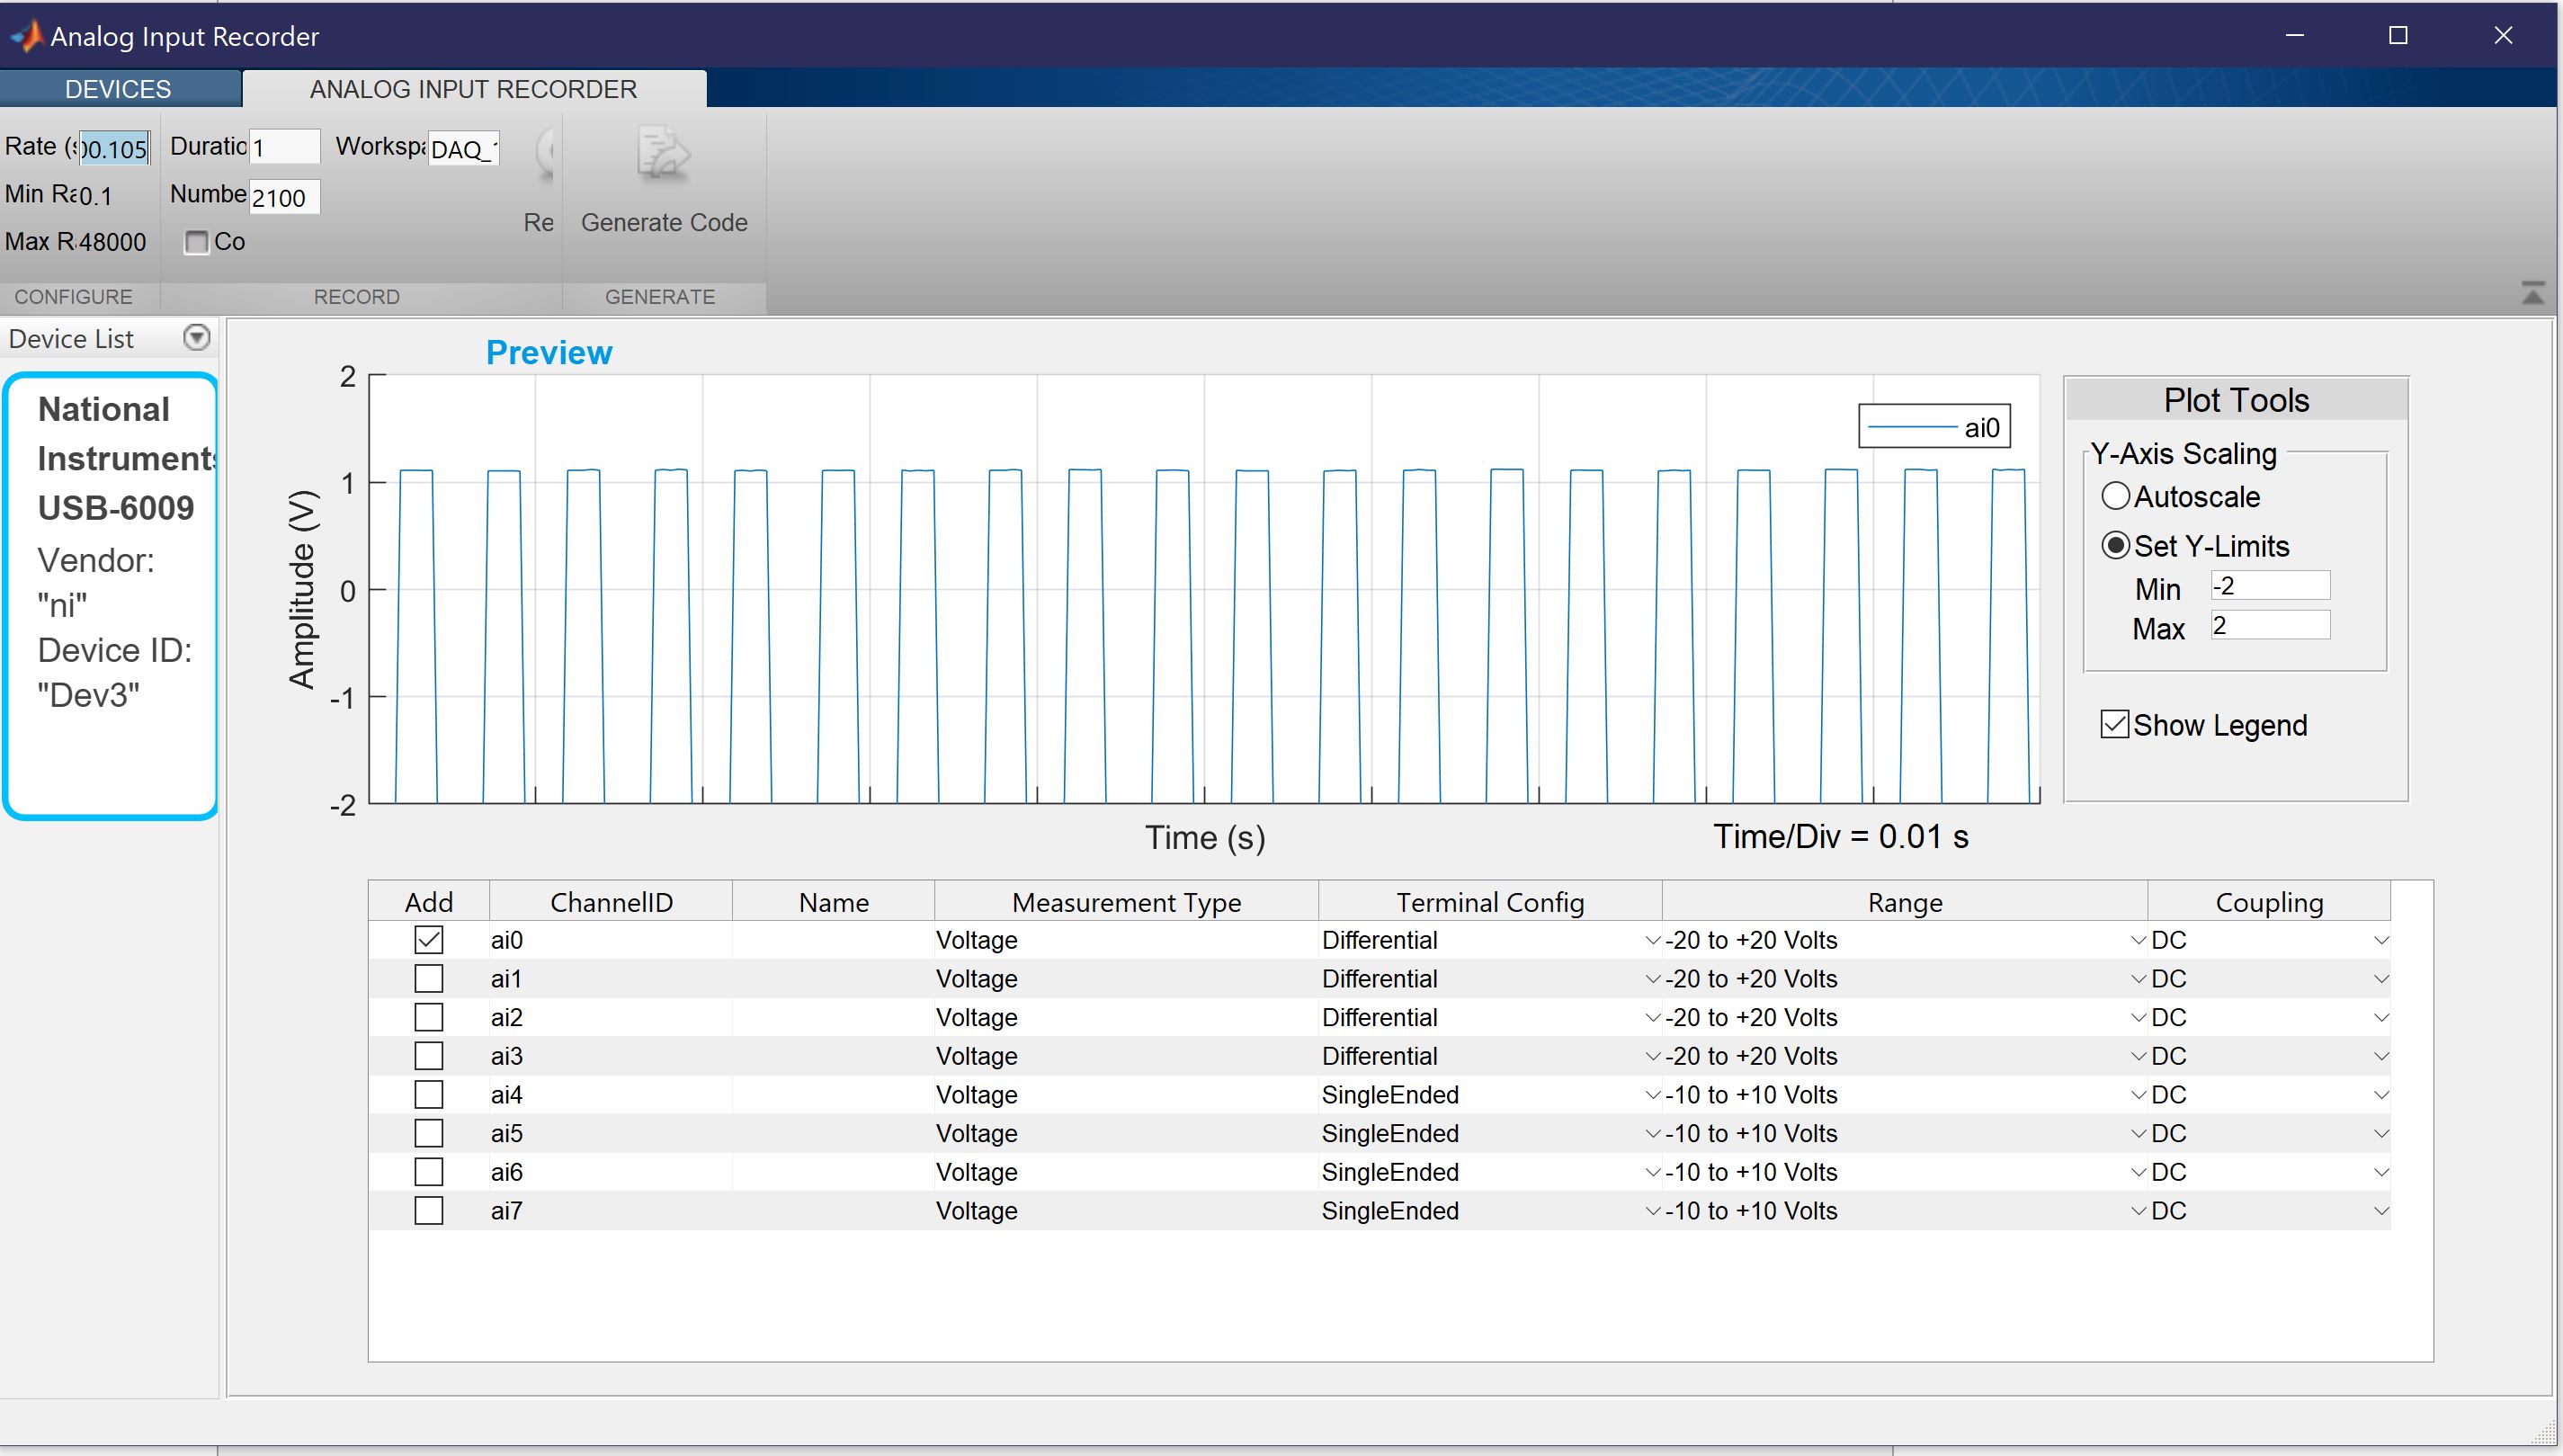 Analog Input Recorder
DEVICES
ANALOG INPUT RECORDER
Rate (s
00.105
Duratio
1
Workspa
DAQ_1
Min Ra
0.1
Numbe
2100
Max R
48000
Co
Re
Generate Code
CONFIGURE
RECORD
GENERATE
Device List
National
Instruments
USB-6009
Vendor:
"ni"
Device ID:
"Dev3"
Preview
2
1
0
-1
-2
Amplitude (V)
ai0
Time (s)
Time/Div = 0.01 s
Plot Tools
Y-Axis Scaling
Autoscale
Set Y-Limits
Min -2
Max 2
Show Legend
Add ChannelID Name Measurement Type Terminal Config Range Coupling
ai0 Voltage Differential -20 to +20 Volts DC
ai1 Voltage Differential -20 to +20 Volts DC
ai2 Voltage Differential -20 to +20 Volts DC
ai3 Voltage Differential -20 to +20 Volts DC
ai4 Voltage SingleEnded -10 to +10 Volts DC
ai5 Voltage SingleEnded -10 to +10 Volts DC
ai6 Voltage SingleEnded -10 to +10 Volts DC
ai7 Voltage SingleEnded -10 to +10 Volts DC